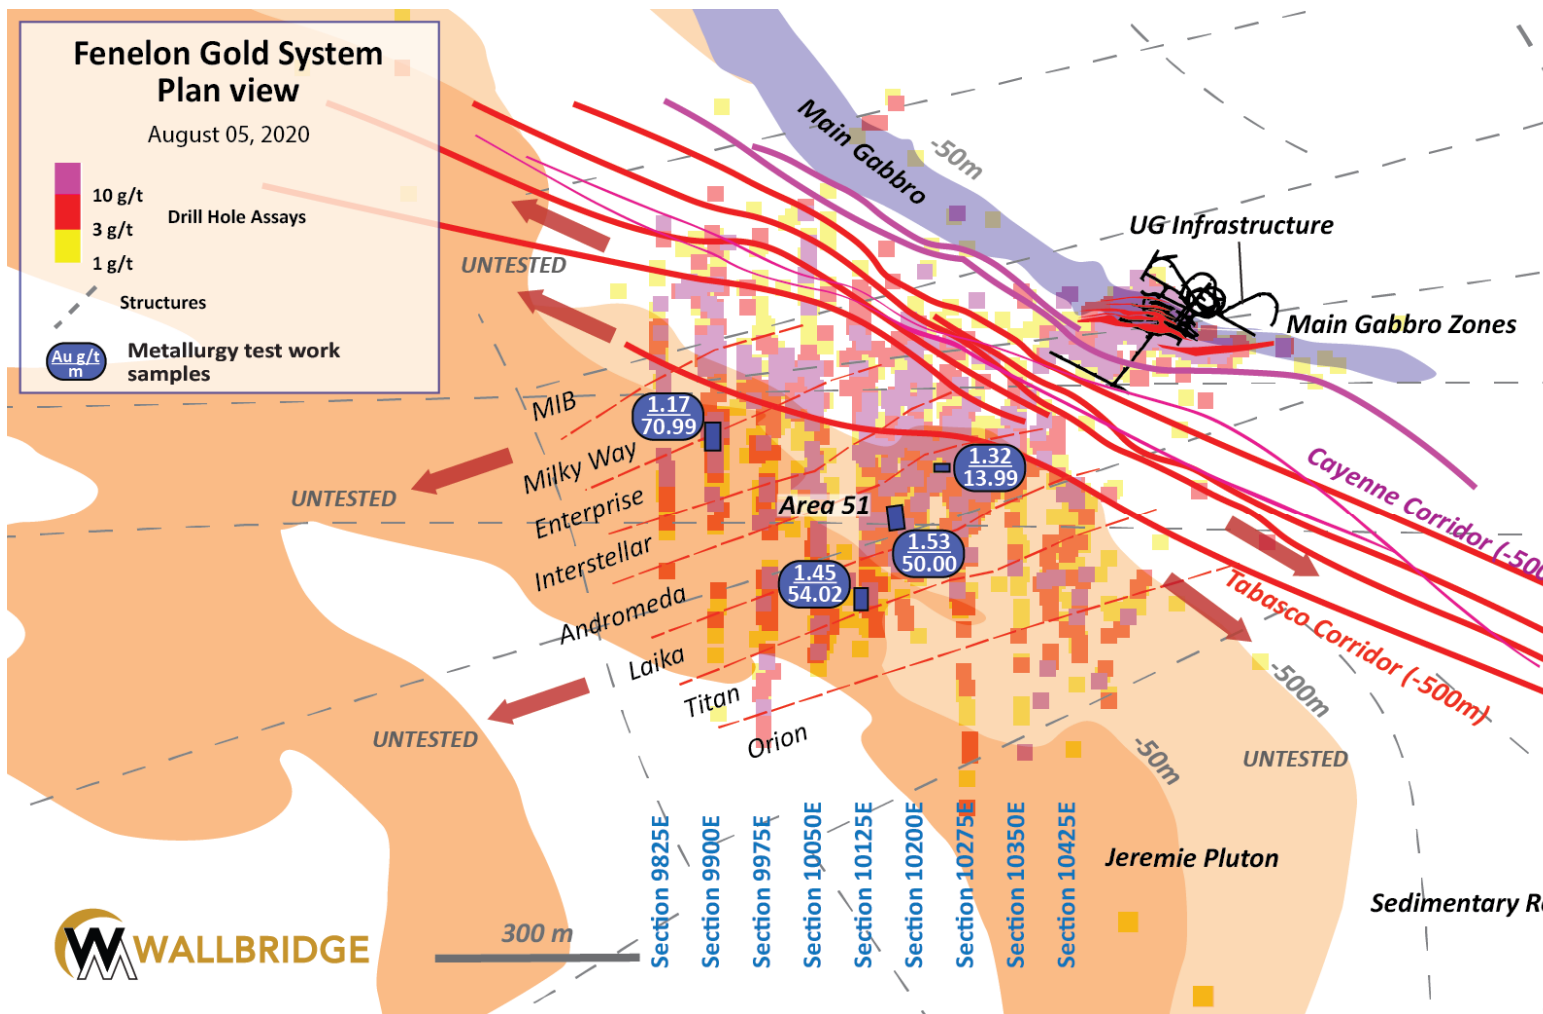 Fenelon Gold System
Plan view
August 05, 2020
10 g/t
3 g/t
1 g/t
Drill Hole Assays
Structures
Au g/t
m
Metallurgy test work
samples
Main Gabbro
-50m
UG Infrastructure
Main Gabbro Zones
UNTESTED
MIB
Milky Way
Enterprise
Interstellar
Andromeda
Laika
Titan
Orion
UNTESTED
UNTESTED
1.17
70.99
1.32
13.99
Area 51
1.53
50.00
1.45
54.02
Cayenne Corridor (-500
Tabasco Corridor (-500m)
-500m
-50m
UNTESTED
Jeremie Pluton
Sedimentary Ro
Section 9825E
Section 9900E
Section 9975E
Section 10050E
Section 10125E
Section 10200E
Section 10275E
Section 10350E
Section 10425E
300 m
WALLBRIDGE